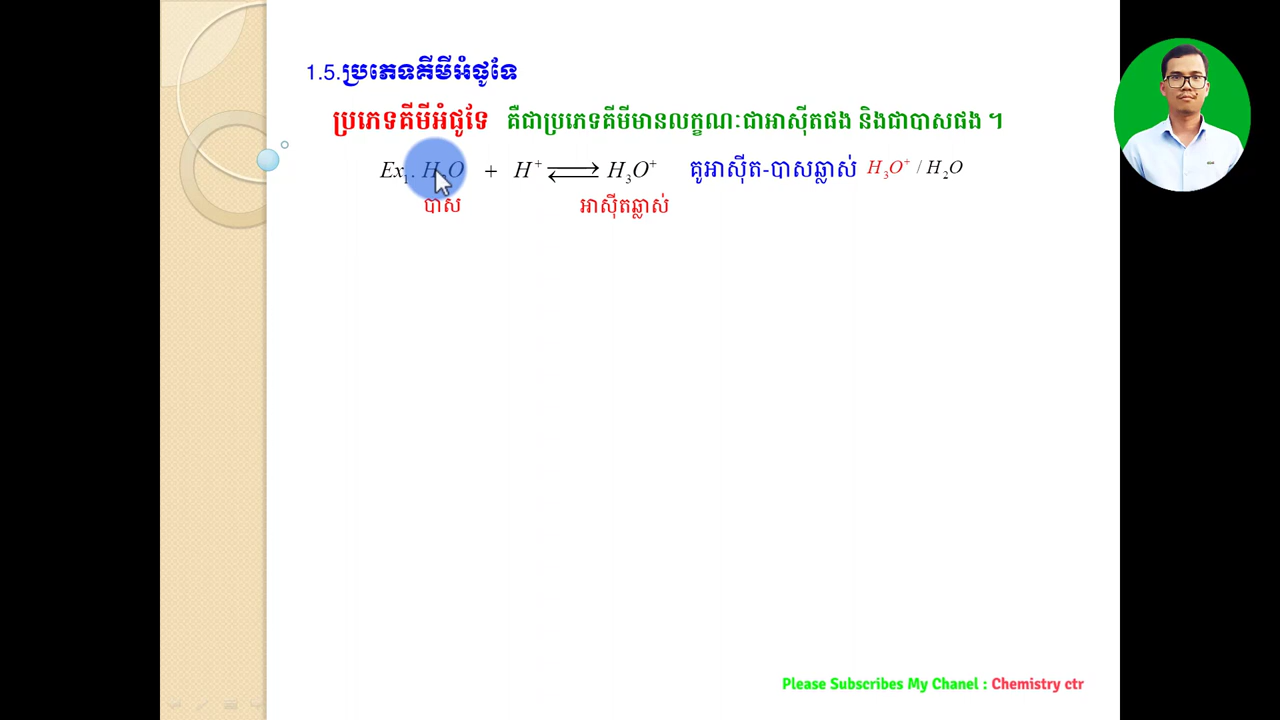 1.5.ប្រភេទគីមីអំផូទែ
ប្រភេទគីមីអំផូទែ គឺជាប្រភេទគីមីមានលក្ខណៈជាអាស៊ីតផង និងជាបាសផង ។
Ex₁. H₂O + H⁺ ⇌ H₃O⁺ គូអាស៊ីត-បាសឆ្លាស់ H₃O⁺ / H₂O
បាស អាស៊ីតឆ្លាស់
Please Subscribes My Chanel : Chemistry ctr